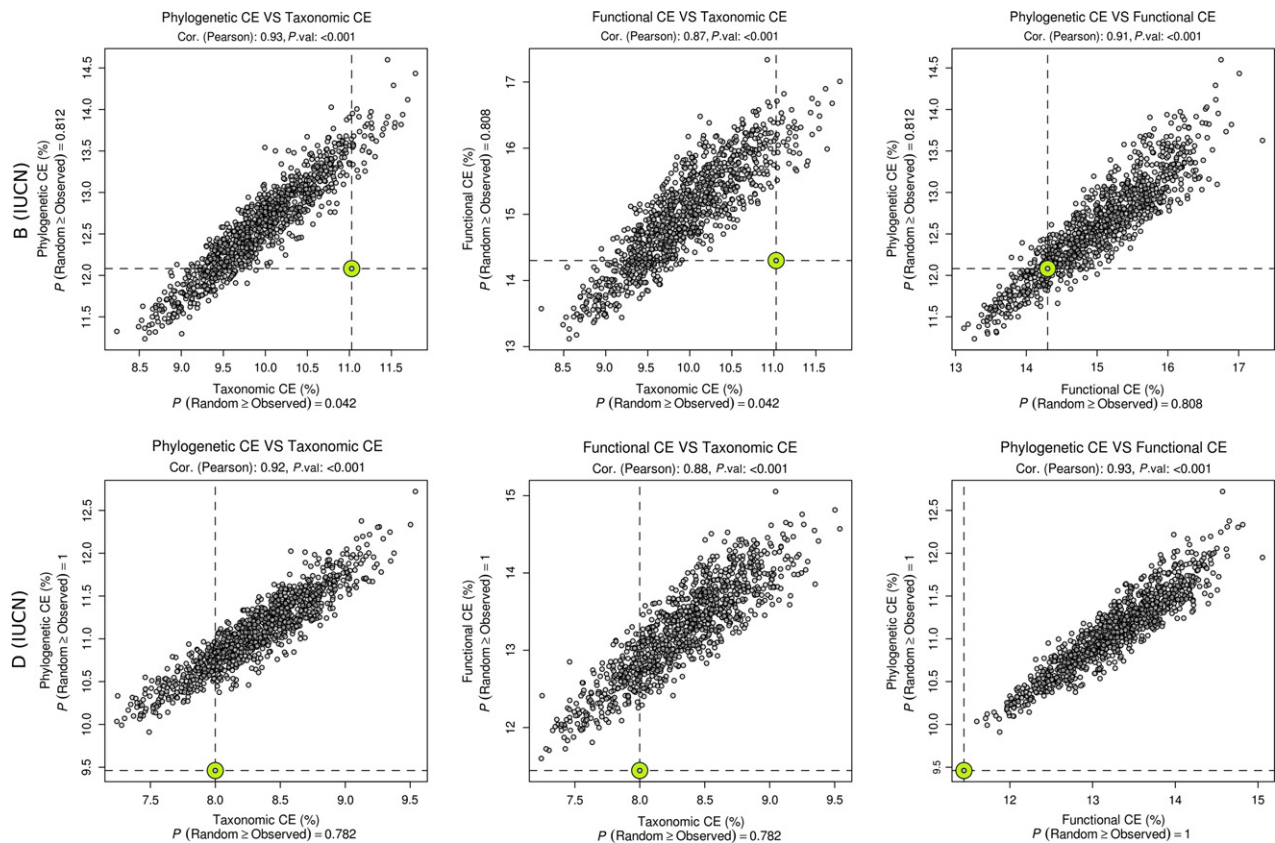 Phylogenetic CE VS Taxonomic CE
Cor. (Pearson): 0.93, P.val: <0.001
B (IUCN)
Phylogenetic CE (%)
P (Random ≥ Observed) = 0.812
11.5 12.0 12.5 13.0 13.5 14.0 14.5
8.5 9.0 9.5 10.0 10.5 11.0 11.5
Taxonomic CE (%)
P (Random ≥ Observed) = 0.042
Functional CE VS Taxonomic CE
Cor. (Pearson): 0.87, P.val: <0.001
Functional CE (%)
P (Random ≥ Observed) = 0.808
13 14 15 16 17
8.5 9.0 9.5 10.0 10.5 11.0 11.5
Taxonomic CE (%)
P (Random ≥ Observed) = 0.042
Phylogenetic CE VS Functional CE
Cor. (Pearson): 0.91, P.val: <0.001
Phylogenetic CE (%)
P (Random ≥ Observed) = 0.812
11.5 12.0 12.5 13.0 13.5 14.0 14.5
13 14 15 16 17
Functional CE (%)
P (Random ≥ Observed) = 0.808
Phylogenetic CE VS Taxonomic CE
Cor. (Pearson): 0.92, P.val: <0.001
D (IUCN)
Phylogenetic CE (%)
P (Random ≥ Observed) = 1
9.5 10.0 10.5 11.0 11.5 12.0 12.5
7.5 8.0 8.5 9.0 9.5
Taxonomic CE (%)
P (Random ≥ Observed) = 0.782
Functional CE VS Taxonomic CE
Cor. (Pearson): 0.88, P.val: <0.001
Functional CE (%)
P (Random ≥ Observed) = 1
12 13 14 15
7.5 8.0 8.5 9.0 9.5
Taxonomic CE (%)
P (Random ≥ Observed) = 0.782
Phylogenetic CE VS Functional CE
Cor. (Pearson): 0.93, P.val: <0.001
Phylogenetic CE (%)
P (Random ≥ Observed) = 1
9.5 10.0 10.5 11.0 11.5 12.0 12.5
12 13 14 15
Functional CE (%)
P (Random ≥ Observed) = 1